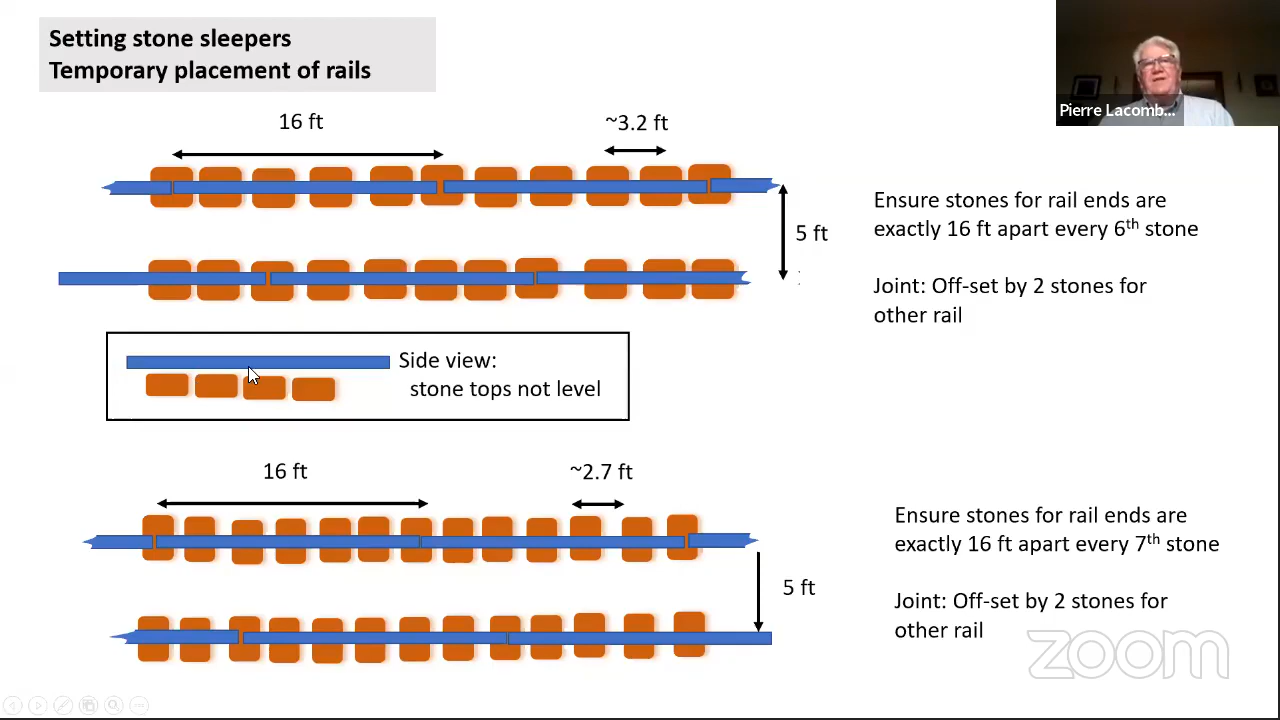 Setting stone sleepers
Temporary placement of rails
Pierre Lacomb...
16 ft
~3.2 ft
5 ft
Ensure stones for rail ends are
exactly 16 ft apart every 6th stone
Joint: Off-set by 2 stones for
other rail
Side view:
stone tops not level
16 ft
~2.7 ft
5 ft
Ensure stones for rail ends are
exactly 16 ft apart every 7th stone
Joint: Off-set by 2 stones for
other rail
zoom